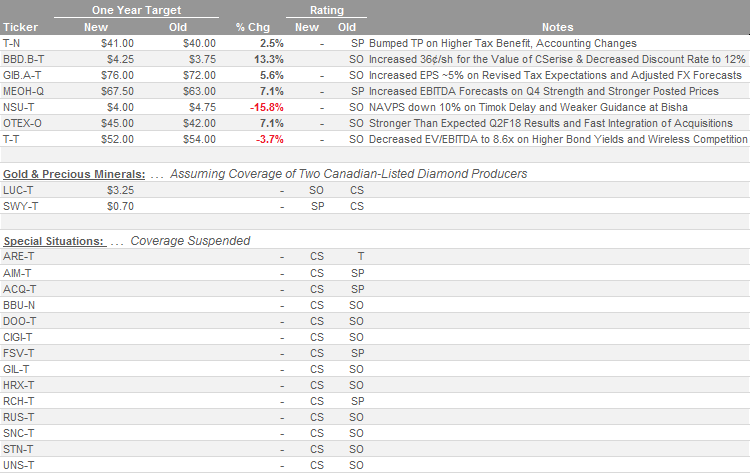 One Year Target Rating
Ticker New Old % Chg New Old Notes
T-N $41.00 $40.00 2.5% - SP Bumped TP on Higher Tax Benefit, Accounting Changes
BBD.B-T $4.25 $3.75 13.3% - SO Increased 36¢/sh for the Value of CSerise & Decreased Discount Rate to 12%
GIB.A-T $76.00 $72.00 5.6% - SO Increased EPS ~5% on Revised Tax Expectations and Adjusted FX Forecasts
MEOH-Q $67.50 $63.00 7.1% - SP Increased EBITDA Forecasts on Q4 Strength and Stronger Posted Prices
NSU-T $4.00 $4.75 -15.8% - SO NAVPS down 10% on Timok Delay and Weaker Guidance at Bisha
OTEX-O $45.00 $42.00 7.1% - SO Stronger Than Expected Q2F18 Results and Fast Integration of Acquisitions
T-T $52.00 $54.00 -3.7% - SO Decreased EV/EBITDA to 8.6x on Higher Bond Yields and Wireless Competition
Gold & Precious Minerals: ... Assuming Coverage of Two Canadian-Listed Diamond Producers
LUC-T $3.25 - SO CS
SWY-T $0.70 - SP CS
Special Situations: ... Coverage Suspended
ARE-T - CS T
AIM-T - CS SP
ACQ-T - CS SP
BBU-N - CS SO
DOO-T - CS SO
CIGI-T - CS SO
FSV-T - CS SP
GIL-T - CS SO
HRX-T - CS SO
RCH-T - CS SP
RUS-T - CS SO
SNC-T - CS SO
STN-T - CS SO
UNS-T - CS SO